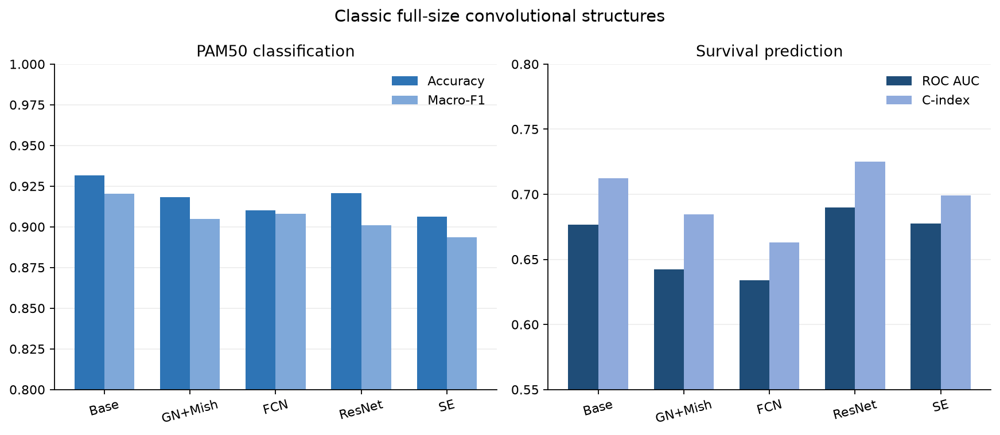 Classic full-size convolutional structures
PAM50 classification
1.000
0.975
0.950
0.925
0.900
0.875
0.850
0.825
0.800
Accuracy
Macro-F1
Base
GN+Mish
FCN
ResNet
SE
Survival prediction
0.80
0.75
0.70
0.65
0.60
0.55
ROC AUC
C-index
Base
GN+Mish
FCN
ResNet
SE